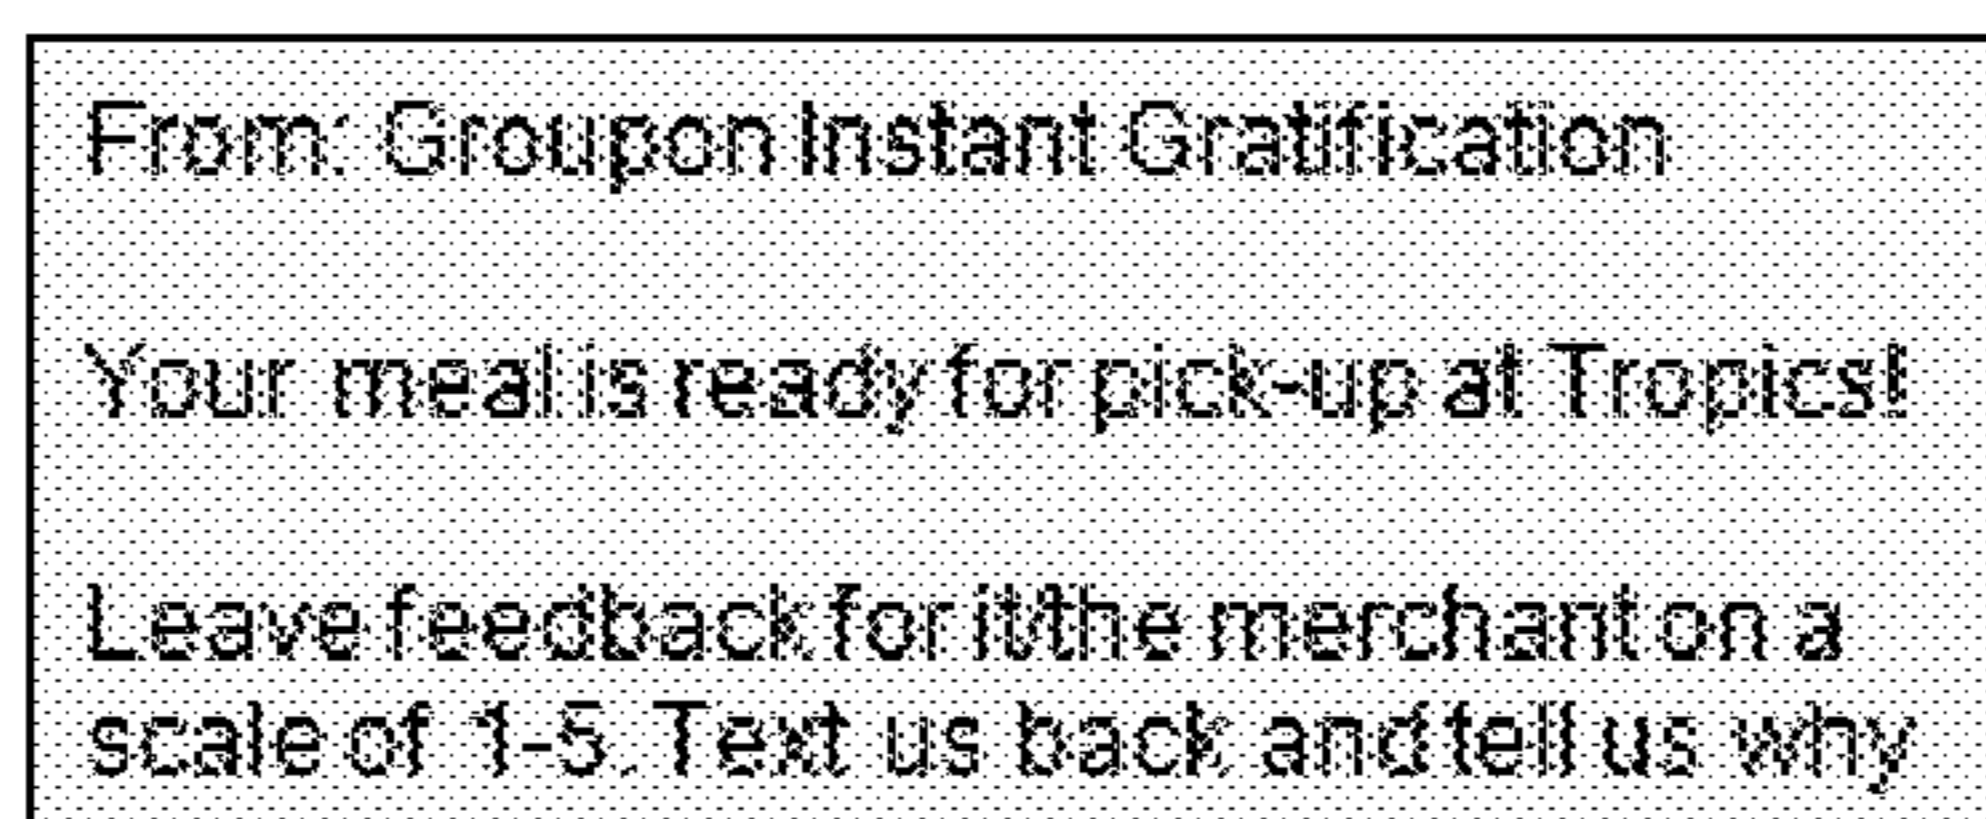 From: Groupon Instant Gratification
Your meal is ready for pick-up at Tropics!
Leave feedback for it/the merchant on a
scale of 1-5. Text us back and tell us why